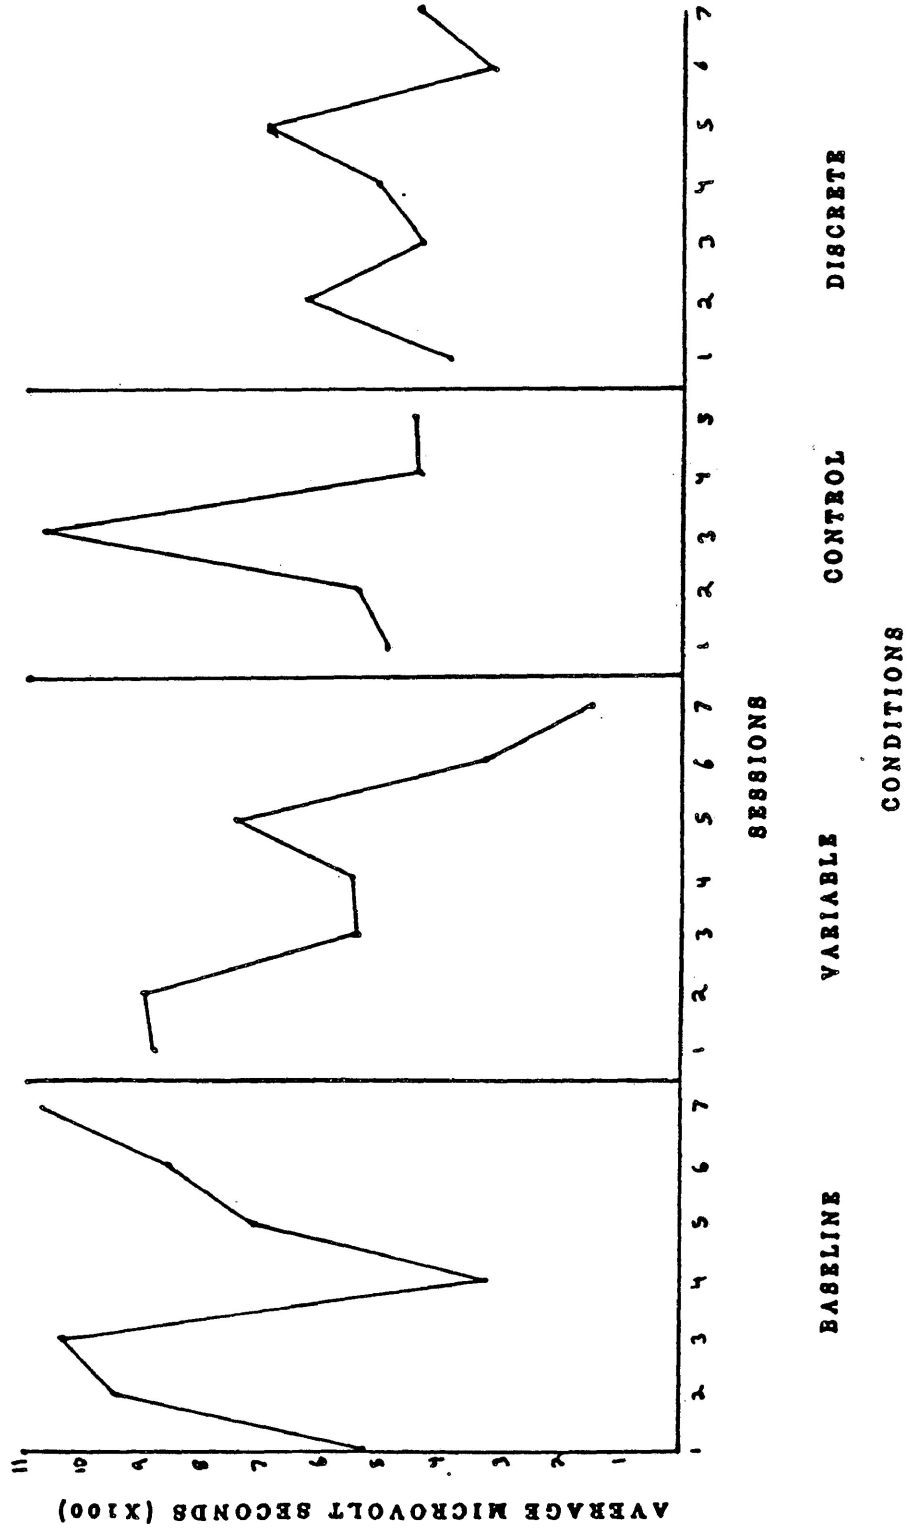 AVERAGE MICROVOLT SECONDS (X100)
11
10
9
8
7
6
5
4
3
2
1
1 2 3 4 5 6 7 1 2 3 4 5 6 7 1 2 3 4 5 1 2 3 4 5 6 7
SESSIONS
BASELINE VARIABLE CONTROL DISCRETE
CONDITIONS